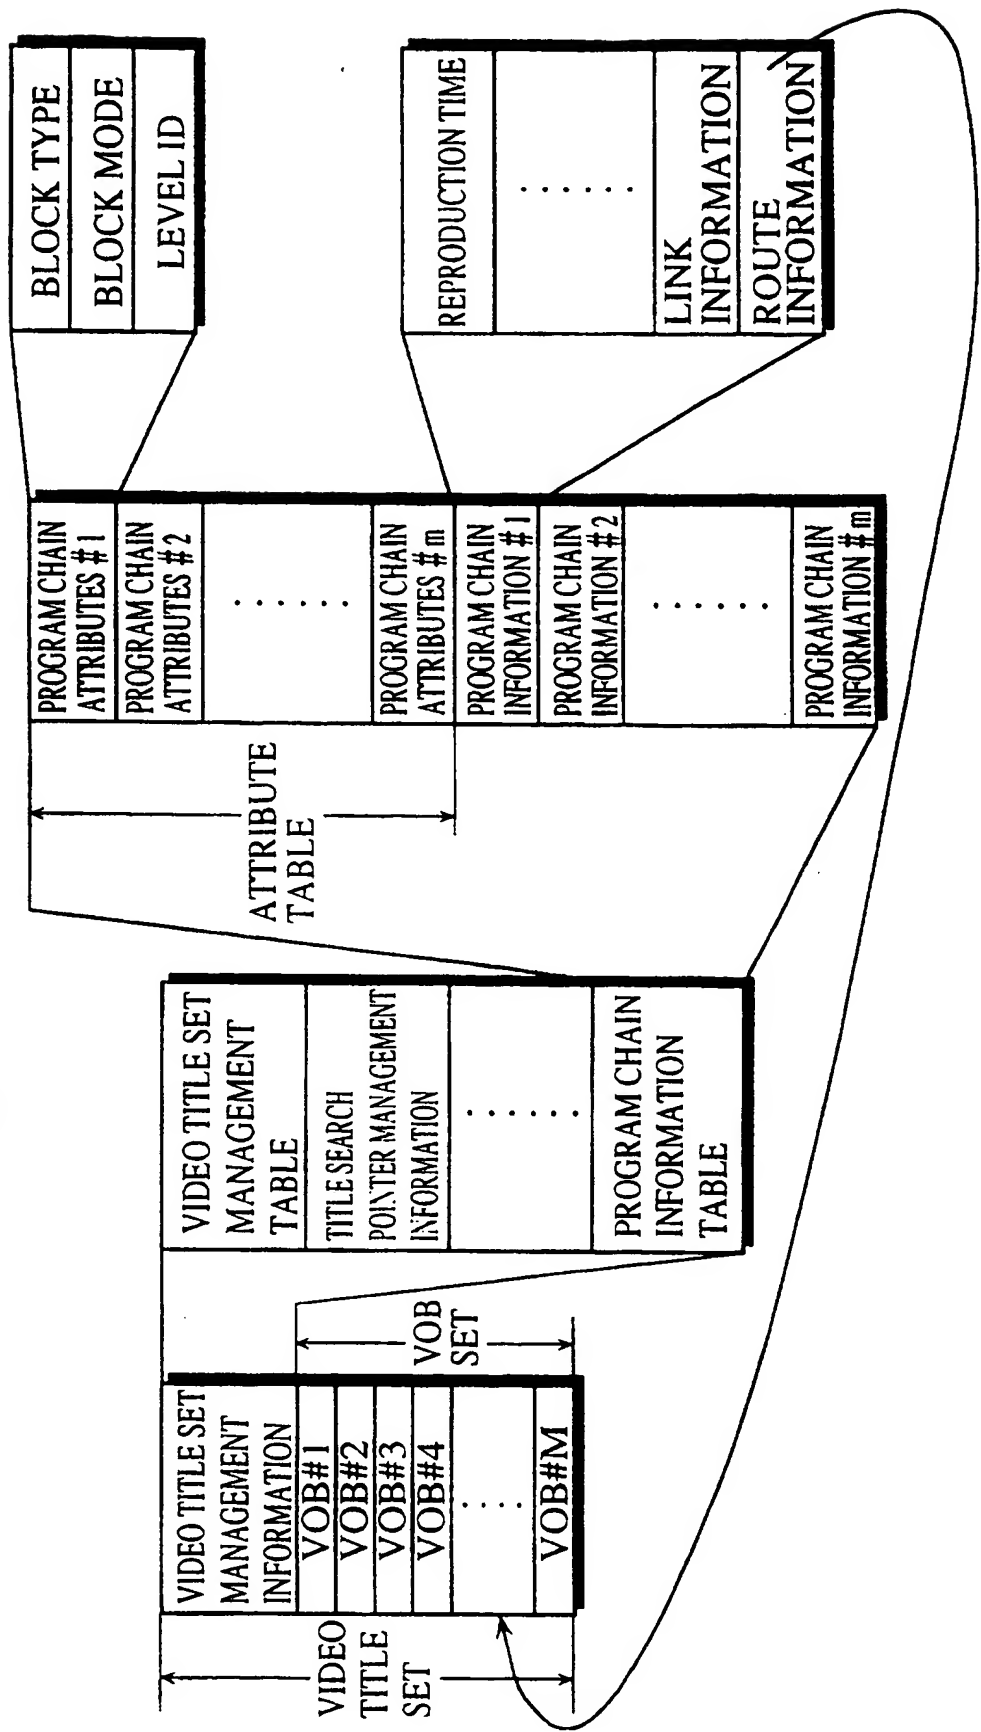 VIDEO TITLE SET
VIDEO TITLE SET
MANAGEMENT
INFORMATION
VOB#1
VOB#2
VOB#3
VOB#4
·····
VOB#M
VOB
SET
VIDEO TITLE SET
MANAGEMENT
TABLE
TITLE SEARCH
POINTER MANAGEMENT
INFORMATION
······
PROGRAM CHAIN
INFORMATION
TABLE
ATTRIBUTE
TABLE
PROGRAM CHAIN
ATTRIBUTES #1
PROGRAM CHAIN
ATTRIBUTES #2
······
PROGRAM CHAIN
ATTRIBUTES #m
PROGRAM CHAIN
INFORMATION #1
PROGRAM CHAIN
INFORMATION #2
······
PROGRAM CHAIN
INFORMATION #m
BLOCK TYPE
BLOCK MODE
LEVEL ID
REPRODUCTION TIME
······
LINK
INFORMATION
ROUTE
INFORMATION